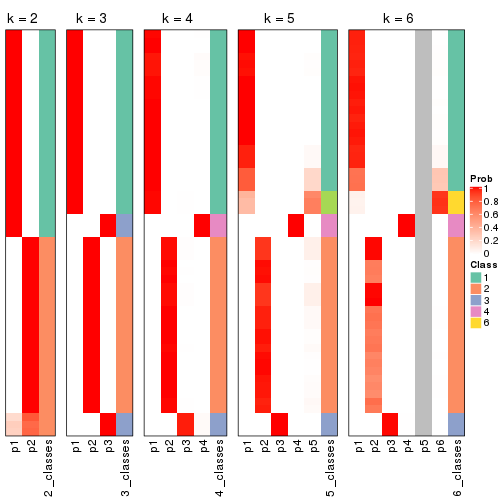 k = 2
k = 3
k = 4
k = 5
k = 6
Prob
1
0.8
0.6
0.4
0.2
0
Class
1
2
3
4
6
p1
p2
2_classes
p1
p2
p3
3_classes
p1
p2
p3
p4
4_classes
p1
p2
p3
p4
p5
5_classes
p1
p2
p3
p4
p5
p6
6_classes